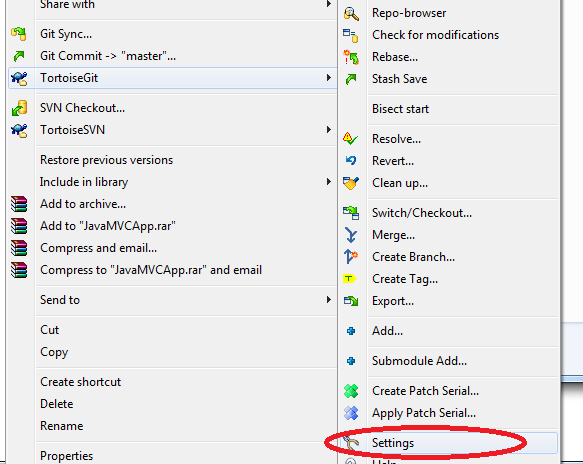 Share with
Git Sync...
Git Commit -> "master"...
TortoiseGit
SVN Checkout...
TortoiseSVN
Restore previous versions
Include in library
Add to archive...
Add to "JavaMVCApp.rar"
Compress and email...
Compress to "JavaMVCApp.rar" and email
Send to
Cut
Copy
Create shortcut
Delete
Rename
Properties
Repo-browser
Check for modifications
Rebase...
Stash Save
Bisect start
Resolve...
Revert...
Clean up...
Switch/Checkout...
Merge...
Create Branch...
Create Tag...
Export...
Add...
Submodule Add...
Create Patch Serial...
Apply Patch Serial...
Settings
Help